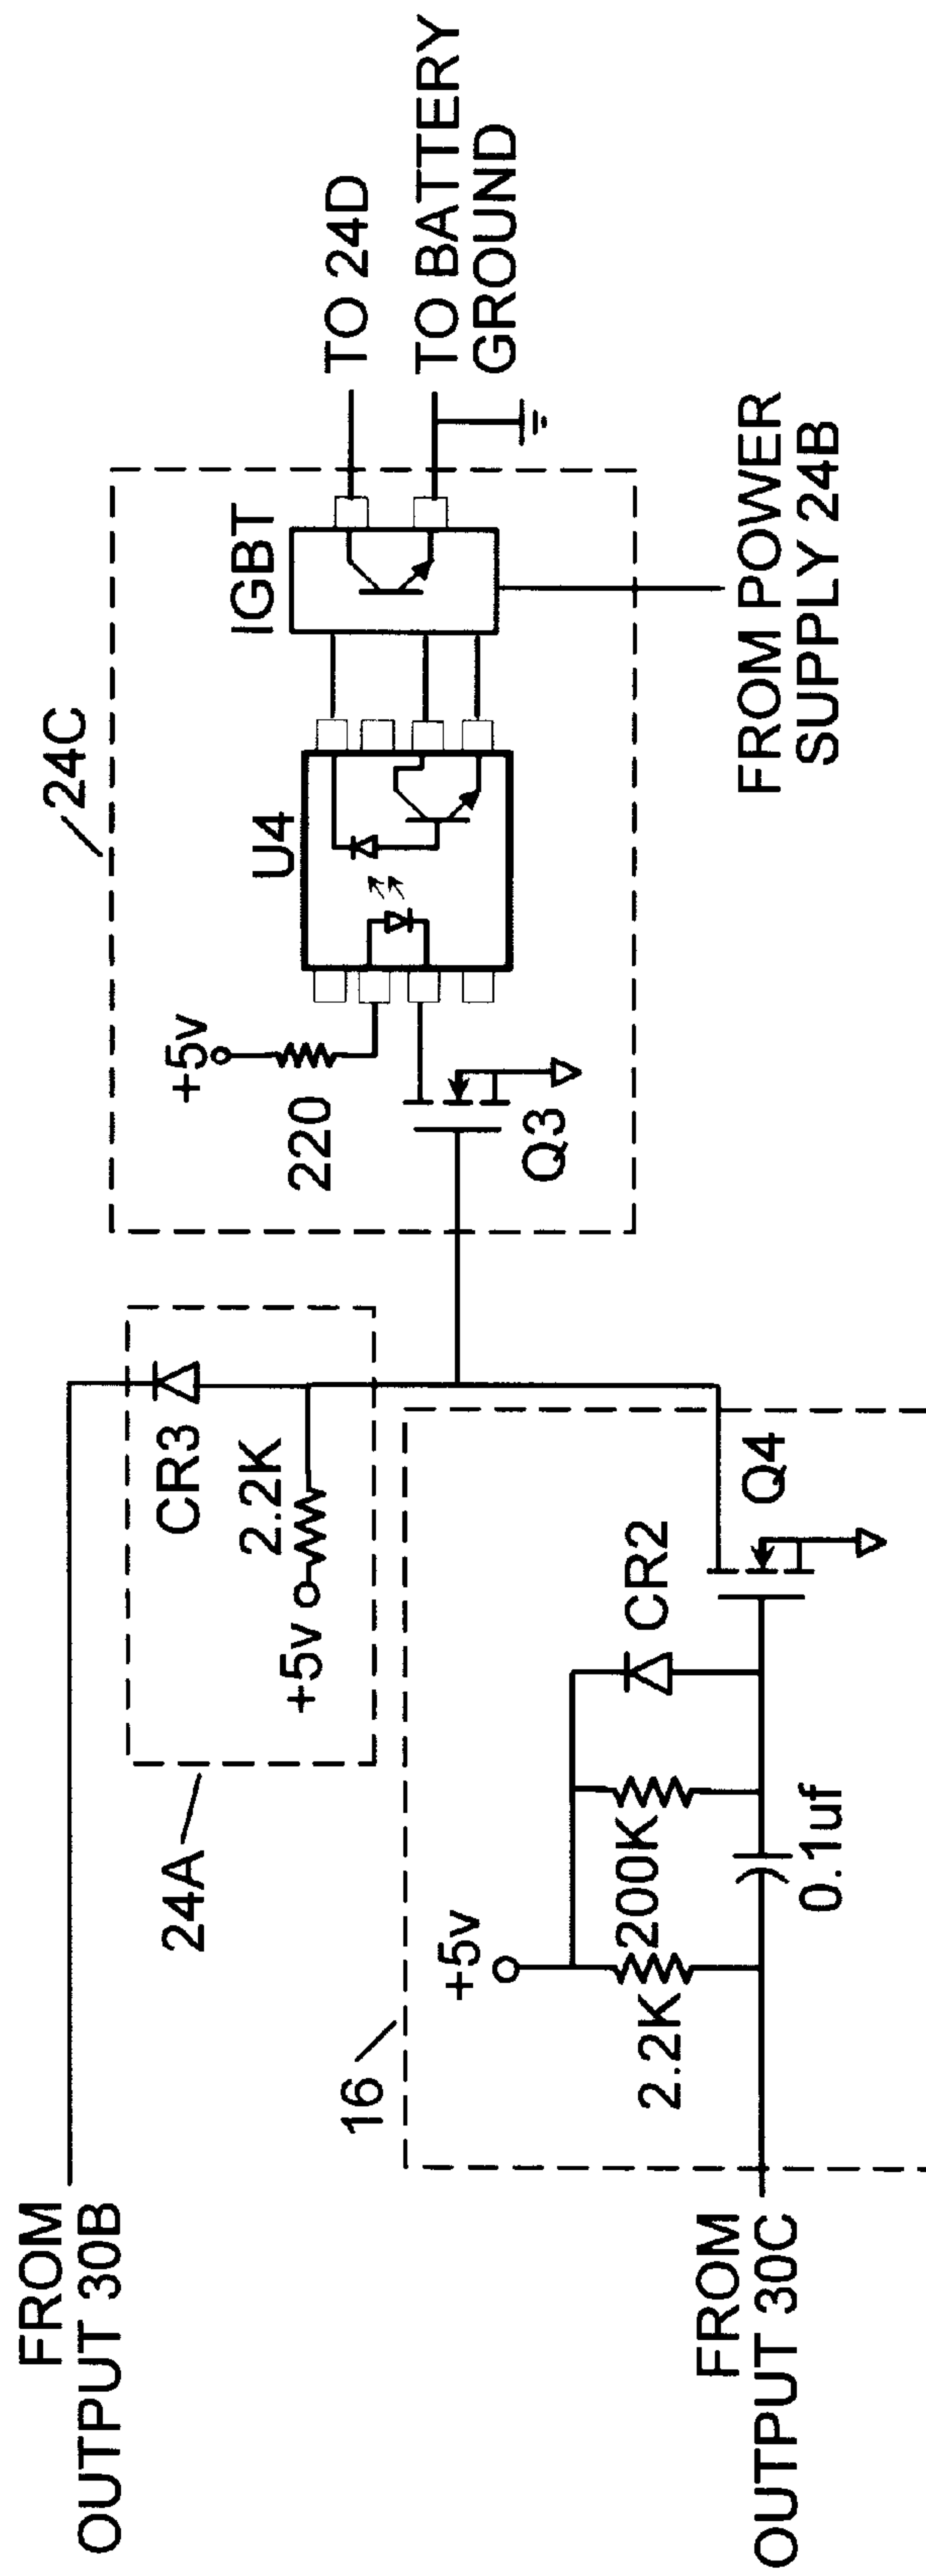 FROM
OUTPUT 30B
24A
CR3
2.2K
+5v
24C
+5v
220
U4
IGBT
Q3
TO 24D
TO BATTERY
GROUND
FROM POWER
SUPPLY 24B
16
+5v
2.2K
200K
CR2
0.1uf
Q4
FROM
OUTPUT 30C